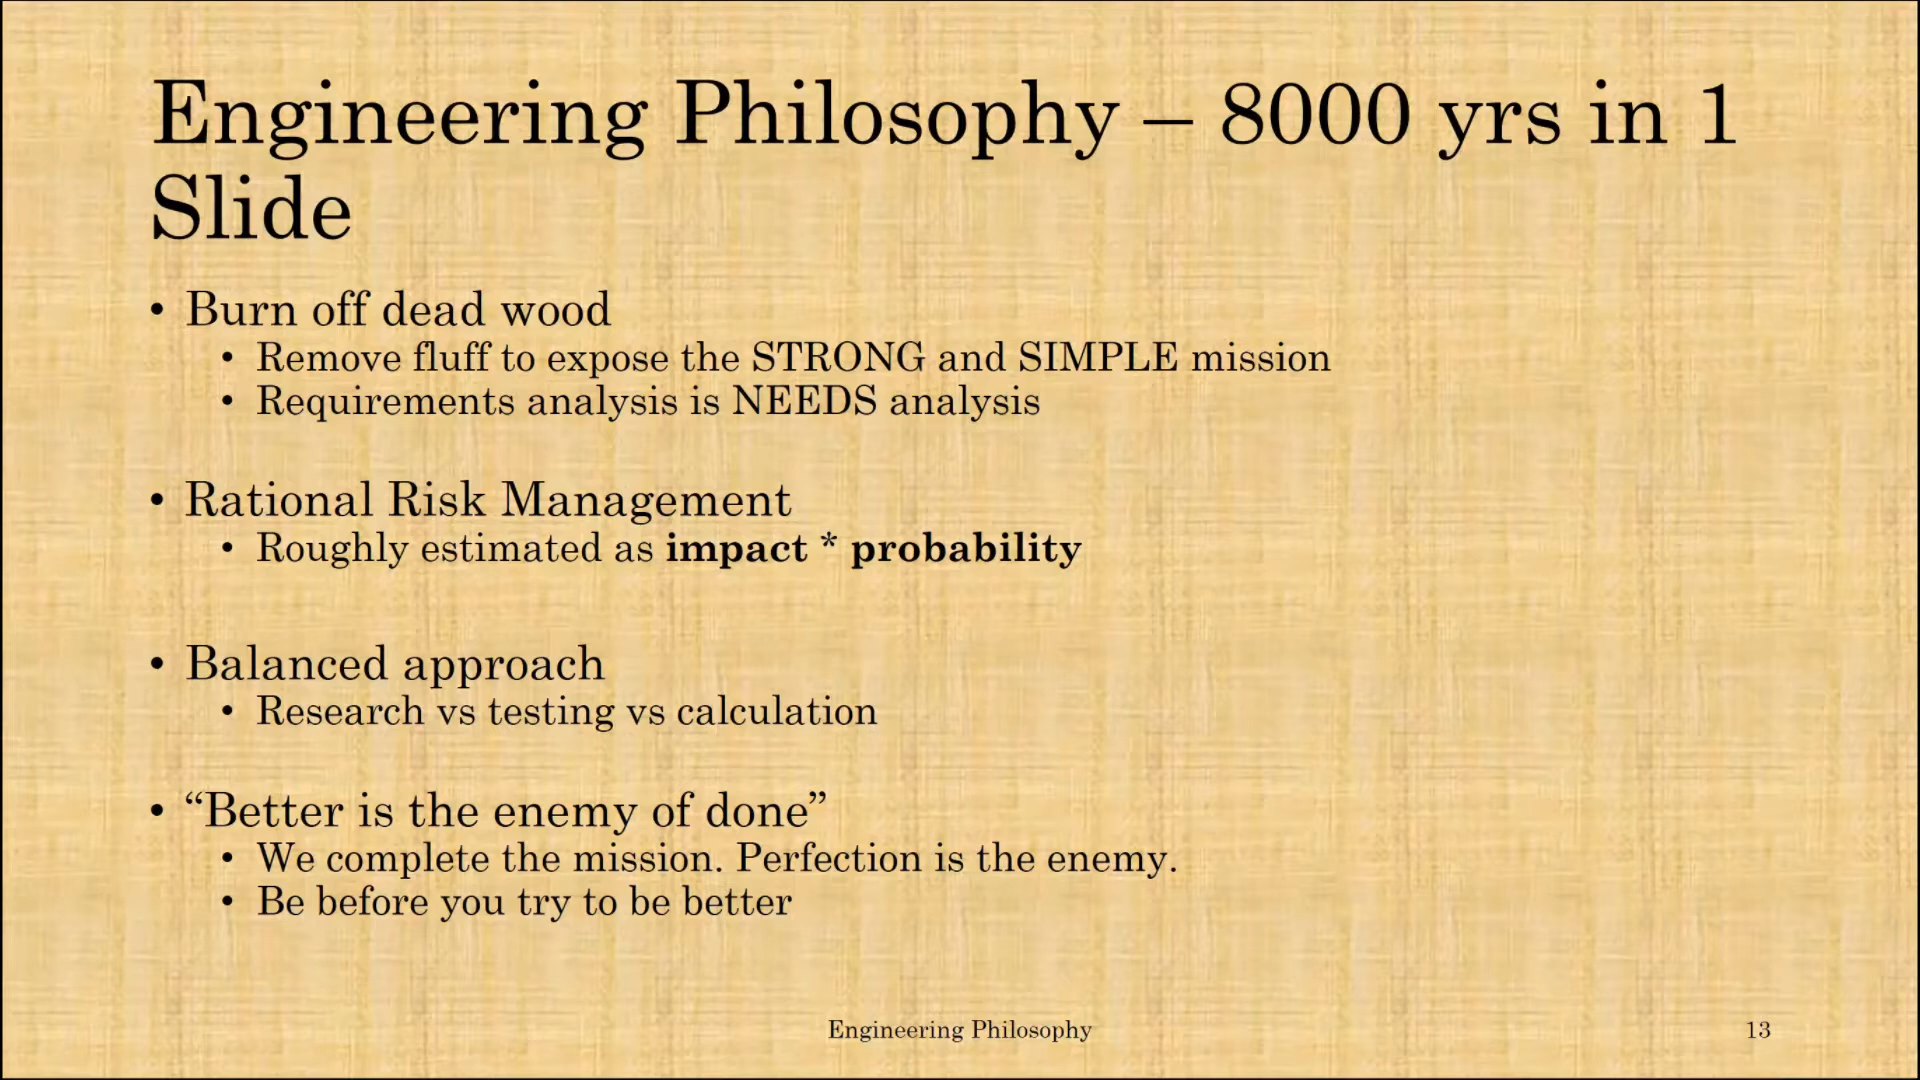 Engineering Philosophy – 8000 yrs in 1
Slide
• Burn off dead wood
• Remove fluff to expose the STRONG and SIMPLE mission
• Requirements analysis is NEEDS analysis
• Rational Risk Management
• Roughly estimated as impact * probability
• Balanced approach
• Research vs testing vs calculation
• “Better is the enemy of done”
• We complete the mission. Perfection is the enemy.
• Be before you try to be better
Engineering Philosophy
13